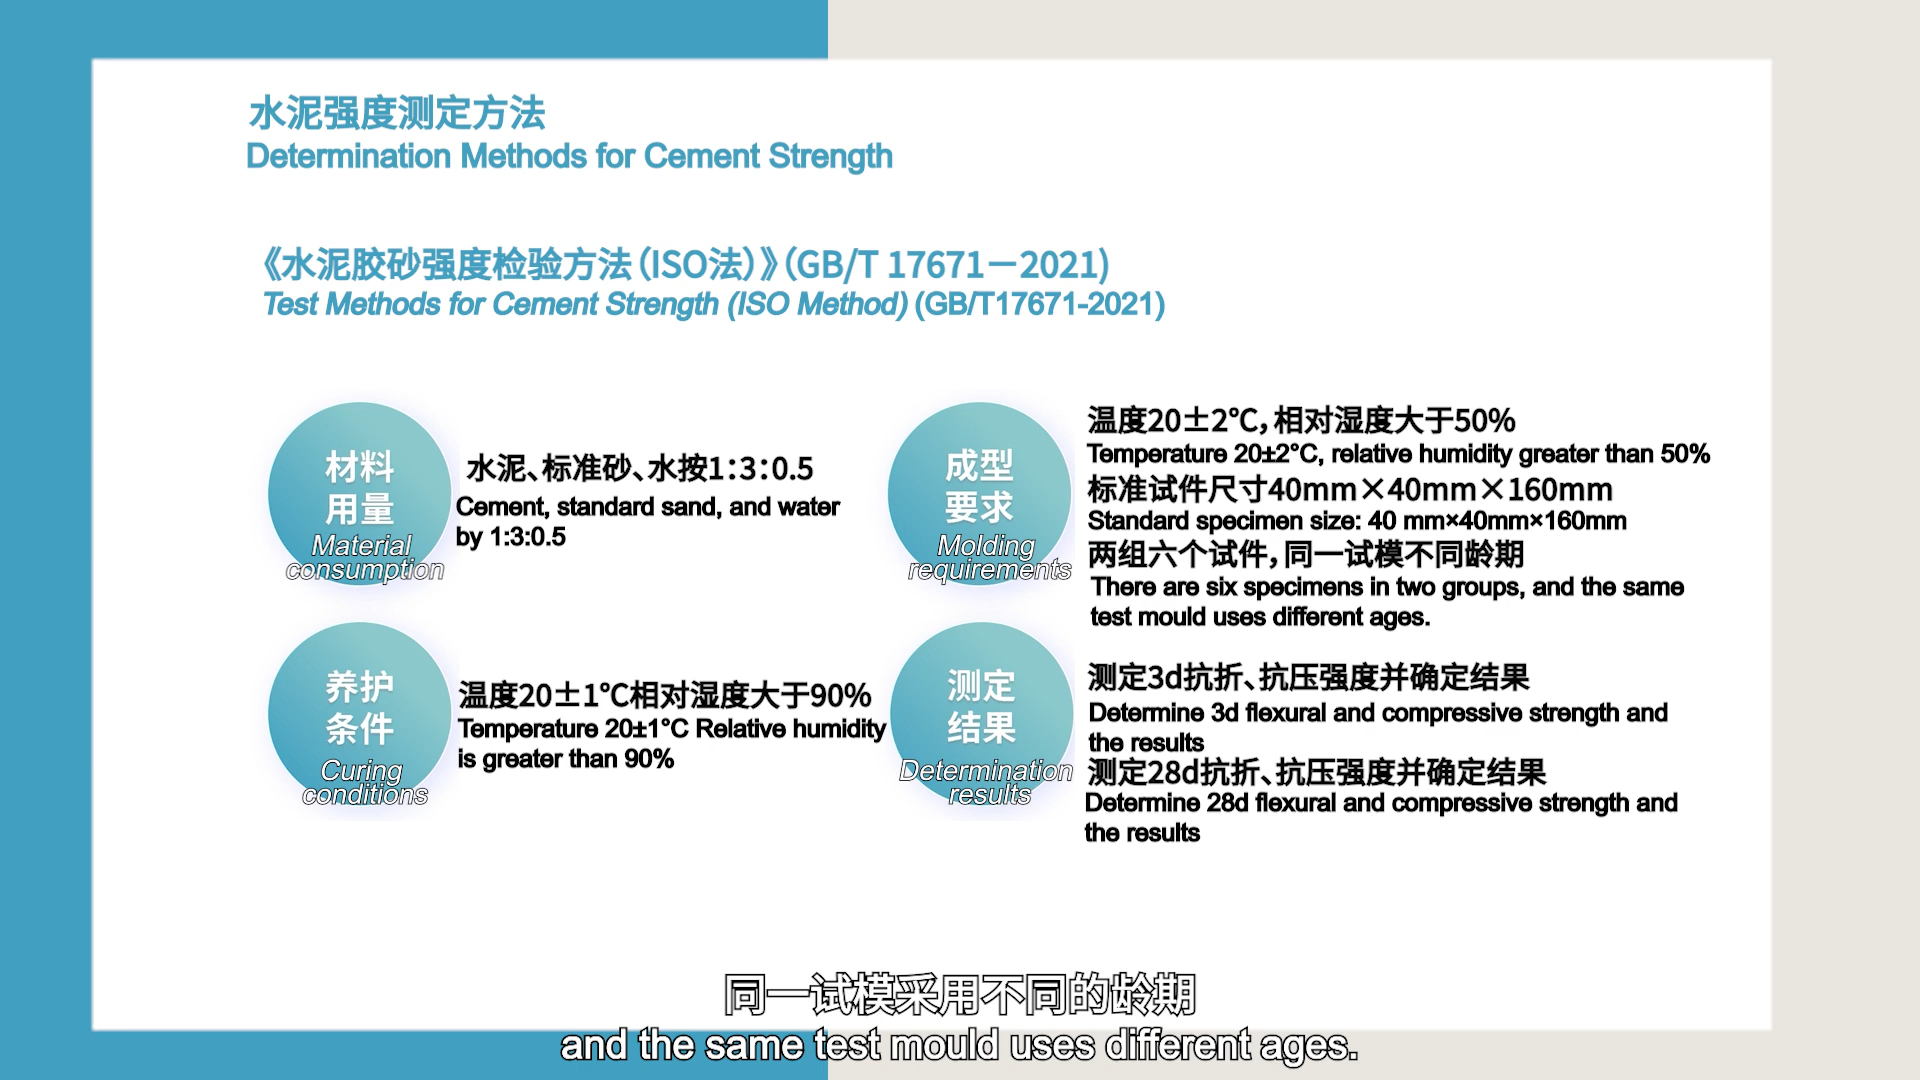 水泥强度测定方法
Determination Methods for Cement Strength
《水泥胶砂强度检验方法（ISO法）》（GB/T 17671－2021)
Test Methods for Cement Strength (ISO Method) (GB/T17671-2021)
材料
用量
Material
consumption
水泥、标准砂、水按1：3：0.5
Cement, standard sand, and water
by 1:3:0.5
成型
要求
Molding
requirements
温度20±2℃，相对湿度大于50%
Temperature 20±2°C, relative humidity greater than 50%
标准试件尺寸40mm×40mm×160mm
Standard specimen size: 40 mm×40mm×160mm
两组六个试件，同一试模不同龄期
There are six specimens in two groups, and the same
test mould uses different ages.
养护
条件
Curing
conditions
温度20±1℃相对湿度大于90%
Temperature 20±1°C Relative humidity
is greater than 90%
测定
结果
Determination
results
测定3d抗折、抗压强度并确定结果
Determine 3d flexural and compressive strength and
the results
测定28d抗折、抗压强度并确定结果
Determine 28d flexural and compressive strength and
the results
同一试模采用不同的龄期
and the same test mould uses different ages.